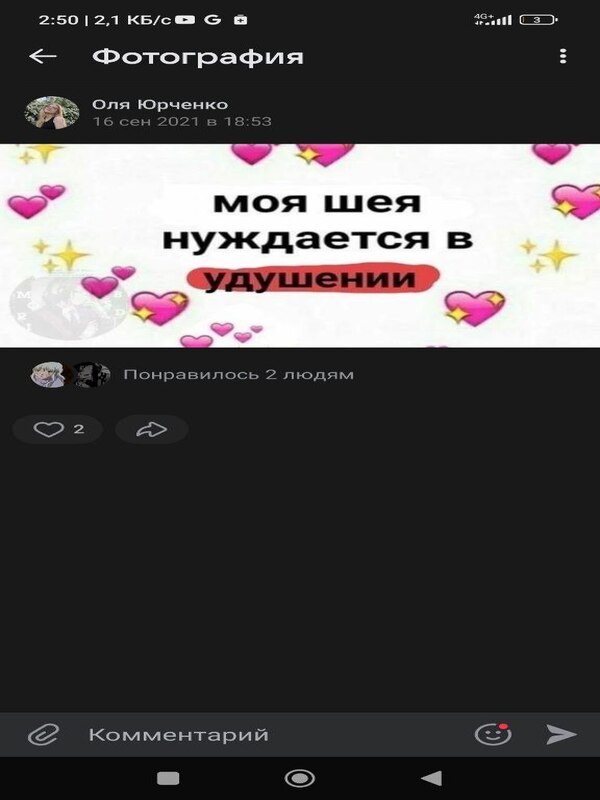 2:50 | 2,1 КБ/с
4G+
3
Фотография
Оля Юрченко
16 сен 2021 в 18:53
моя шея
нуждается в
удушении
Понравилось 2 людям
2
Комментарий